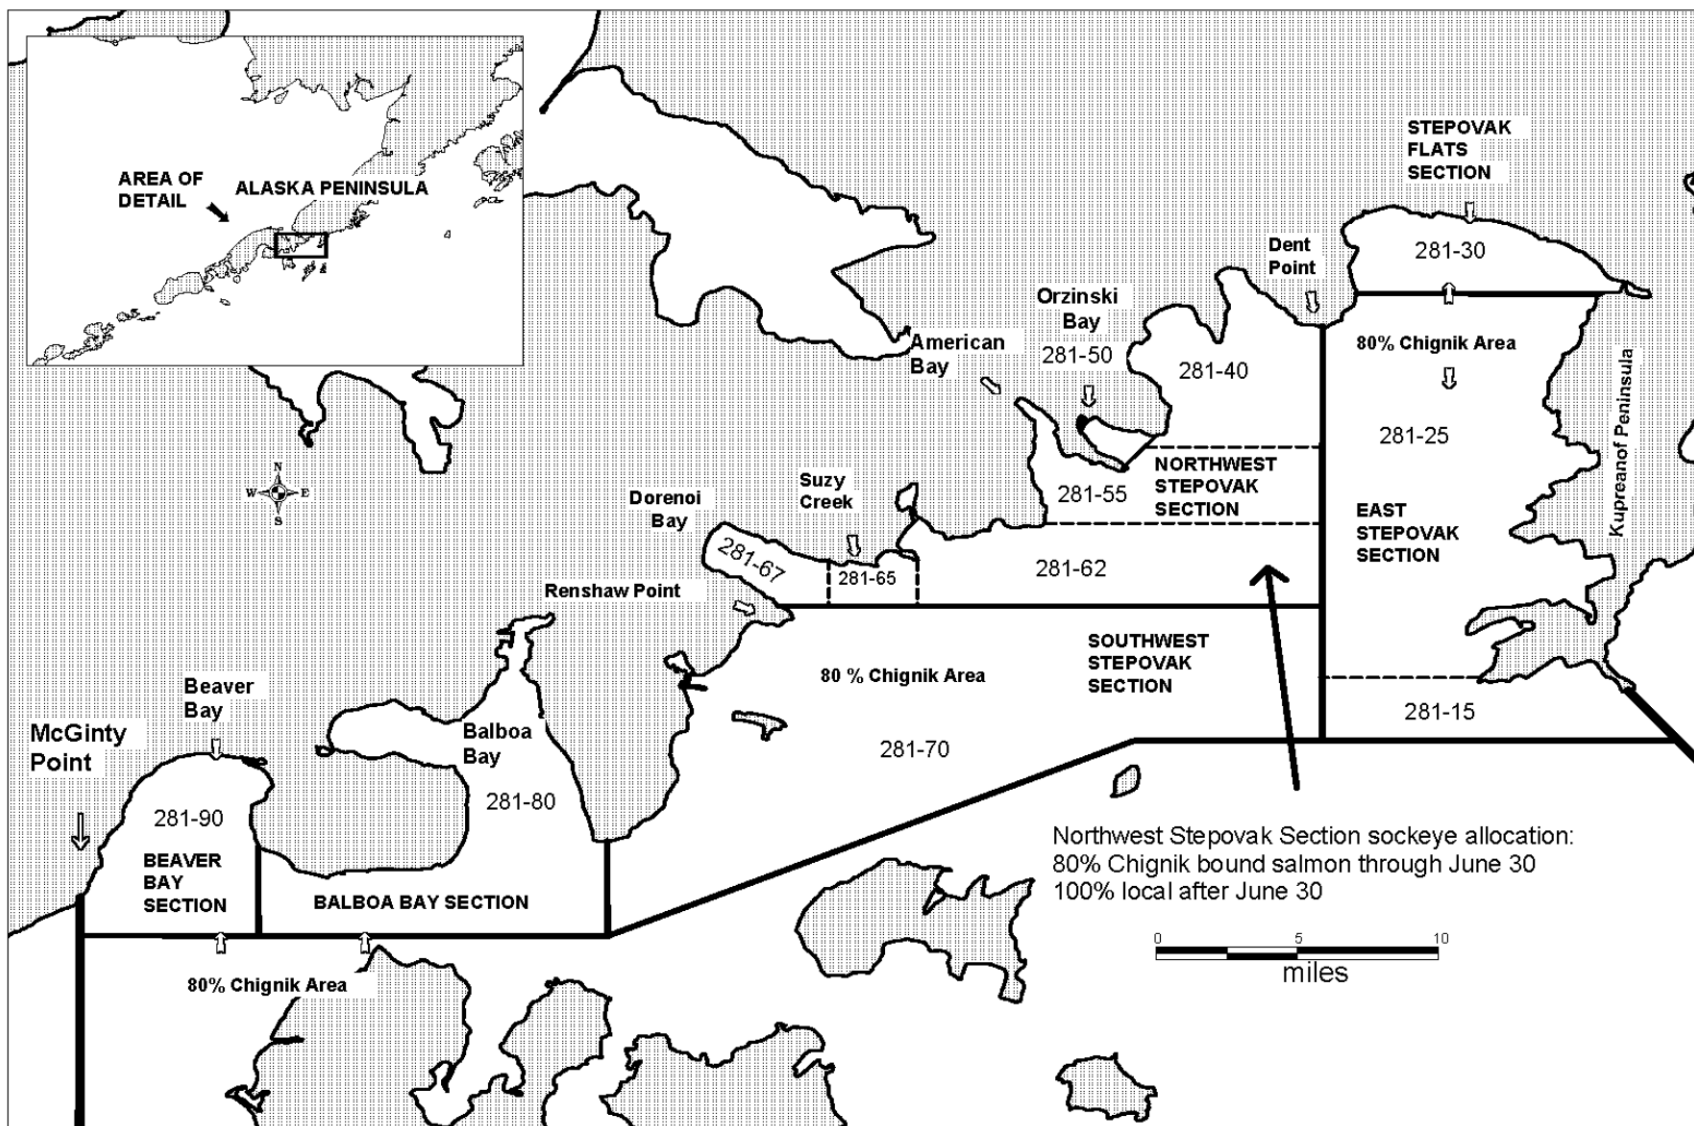 AREA OF
DETAIL
ALASKA PENINSULA
STEPOVAK
FLATS
SECTION
281-30
Dent
Point
Orzinski
Bay
281-50
American
Bay
281-40
80% Chignik Area
281-25
Kupreanof Peninsula
NORTHWEST
STEPOVAK
SECTION
281-55
EAST
STEPOVAK
SECTION
Suzy
Creek
Dorenoi
Bay
281-67
281-65
281-62
N
W
E
S
Renshaw Point
SOUTHWEST
STEPOVAK
SECTION
80 % Chignik Area
281-70
281-15
Beaver
Bay
McGinty
Point
Balboa
Bay
281-80
281-90
BEAVER
BAY
SECTION
BALBOA BAY SECTION
80% Chignik Area
Northwest Stepovak Section sockeye allocation:
80% Chignik bound salmon through June 30
100% local after June 30
0 5 10
miles